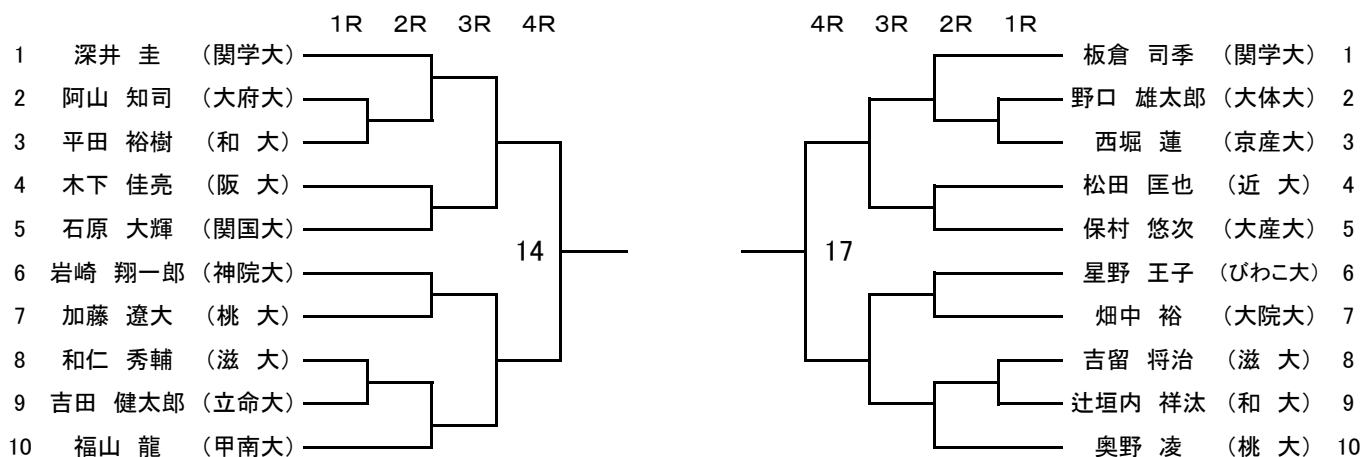 1R 2R 3R 4R
1 深井 圭 (関学大)
2 阿山 知司 (大府大)
3 平田 裕樹 (和 大)
4 木下 佳亮 (阪 大)
5 石原 大輝 (関国大)
14
6 岩崎 翔一郎 (神院大)
7 加藤 遼大 (桃 大)
8 和仁 秀輔 (滋 大)
9 吉田 健太郎 (立命大)
10 福山 龍 (甲南大)
4R 3R 2R 1R
板倉 司季 (関学大) 1
野口 雄太郎 (大体大) 2
西堀 蓮 (京産大) 3
松田 匡也 (近 大) 4
保村 悠次 (大産大) 5
17
星野 王子 (びわこ大) 6
畑中 裕 (大院大) 7
吉留 将治 (滋 大) 8
辻垣内 祥汰 (和 大) 9
奥野 凌 (桃 大) 10